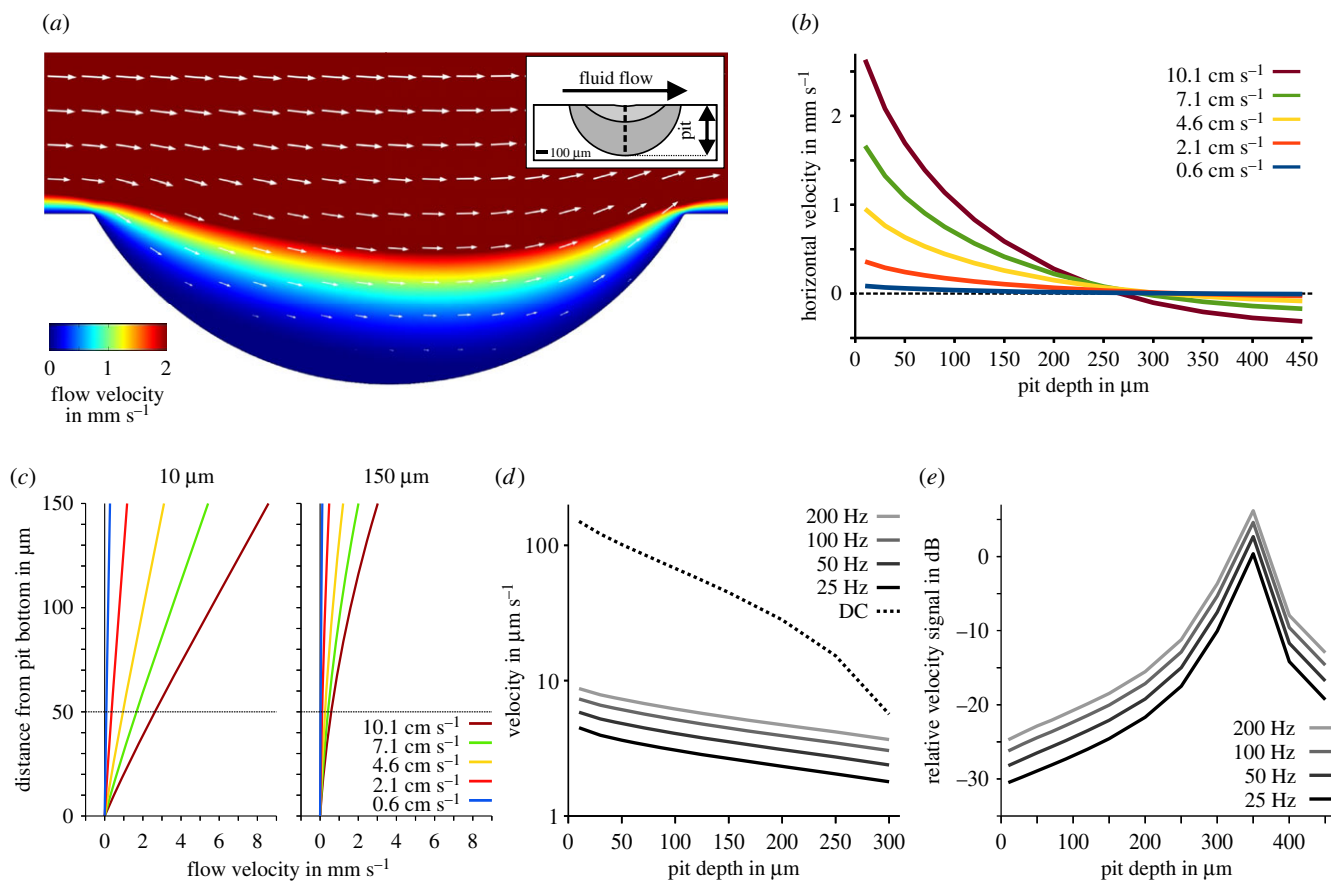 (a)
fluid flow
pit
100 μm
0 1 2
flow velocity
in mm s⁻¹
(b)
horizontal velocity in mm s⁻¹
2
1
0
10.1 cm s⁻¹
7.1 cm s⁻¹
4.6 cm s⁻¹
2.1 cm s⁻¹
0.6 cm s⁻¹
0 50 100 150 200 250 300 350 400 450
pit depth in μm
(c)
10 μm 150 μm
distance from pit bottom in μm
150
100
50
0
10.1 cm s⁻¹
7.1 cm s⁻¹
4.6 cm s⁻¹
2.1 cm s⁻¹
0.6 cm s⁻¹
0 2 4 6 8 0 2 4 6 8
flow velocity in mm s⁻¹
(d)
velocity in μm s⁻¹
100
10
1
200 Hz
100 Hz
50 Hz
25 Hz
DC
0 50 100 150 200 250 300
pit depth in μm
(e)
relative velocity signal in dB
0
−10
−20
−30
200 Hz
100 Hz
50 Hz
25 Hz
0 100 200 300 400
pit depth in μm